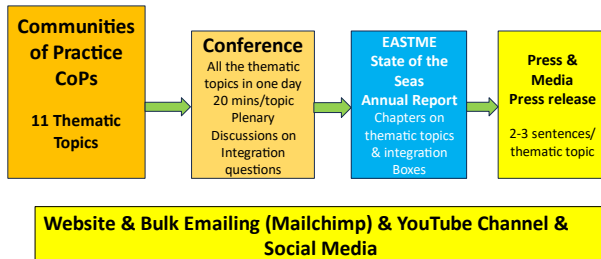 Communities
of Practice
CoPs
11 Thematic
Topics
Conference
All the thematic
topics in one day
20 mins/topic
Plenary
Discussions on
Integration
questions
EASTME
State of the
Seas
Annual Report
Chapters on
thematic topics
& integration
Boxes
Press &
Media
Press release
2-3 sentences/
thematic topic
Website & Bulk Emailing (Mailchimp) & YouTube Channel &
Social Media